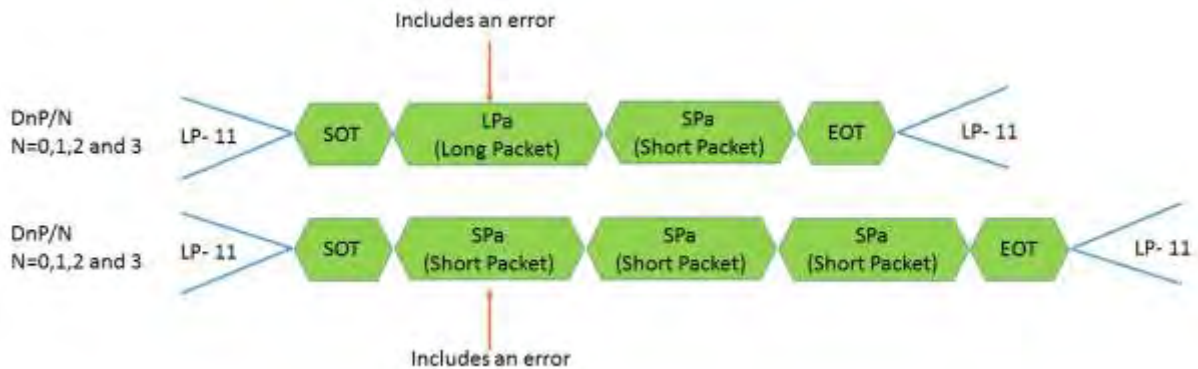 Includes an error
DnP/N
N=0,1,2 and 3
LP- 11
SOT
LPa
(Long Packet)
SPa
(Short Packet)
EOT
LP- 11
DnP/N
N=0,1,2 and 3
LP- 11
SOT
SPa
(Short Packet)
SPa
(Short Packet)
SPa
(Short Packet)
EOT
LP- 11
Includes an error